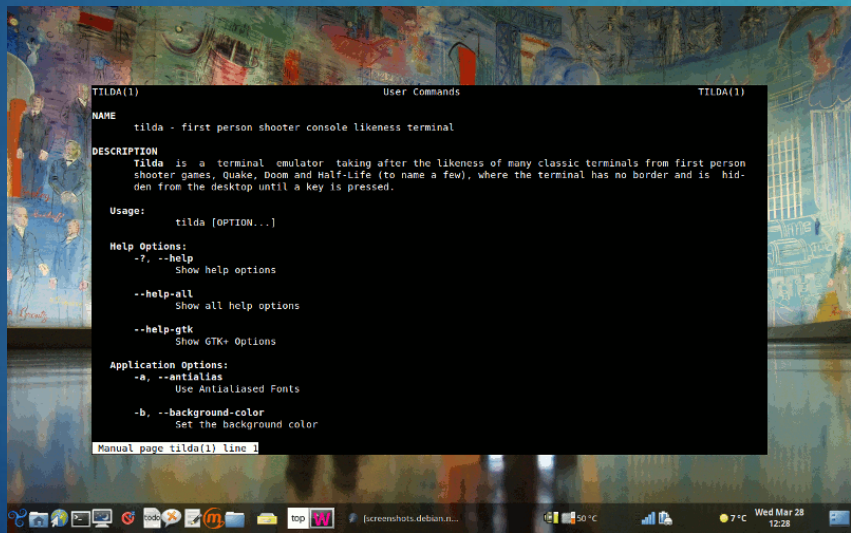 TILDA(1) User Commands TILDA(1)
NAME
tilda - first person shooter console likeness terminal
DESCRIPTION
Tilda is a terminal emulator taking after the likeness of many classic terminals from first person
shooter games, Quake, Doom and Half-Life (to name a few), where the terminal has no border and is hid-
den from the desktop until a key is pressed.
Usage:
tilda [OPTION...]
Help Options:
-?, --help
Show help options
--help-all
Show all help options
--help-gtk
Show GTK+ Options
Application Options:
-a, --antialias
Use Antialiased Fonts
-b, --background-color
Set the background color
Manual page tilda(1) line 1
todo top [screenshots.debian.n... 50 °C 7 °C Wed Mar 28
12:28